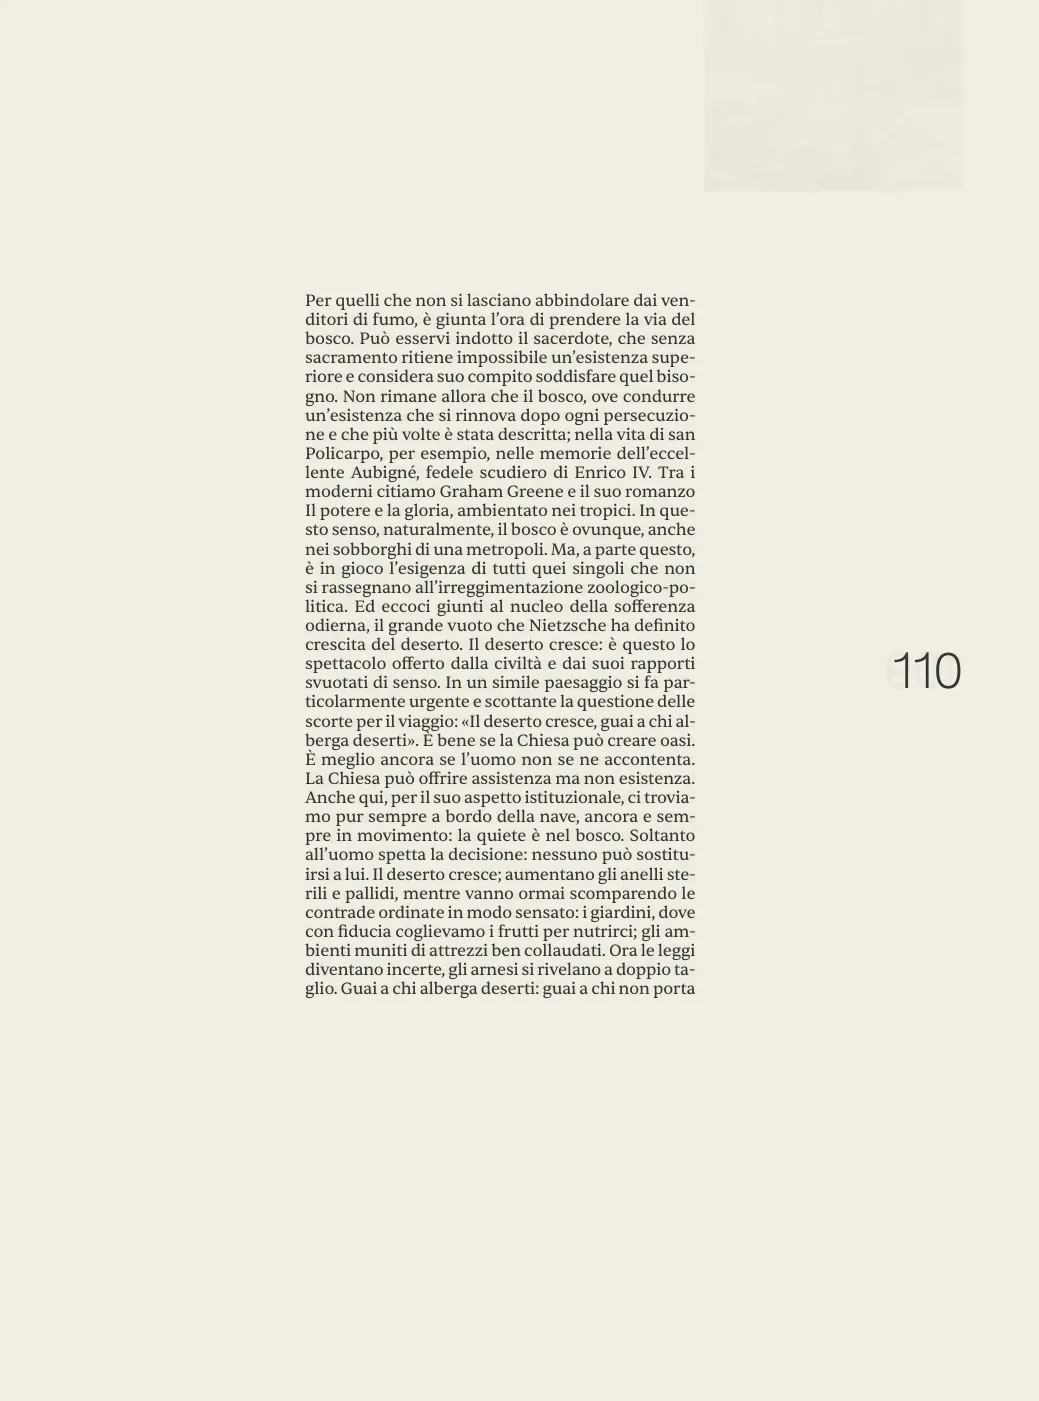 Per quelli che non si lasciano abbindolare dai ven-
ditori di fumo, è giunta l’ora di prendere la via del
bosco. Può esservi indotto il sacerdote, che senza
sacramento ritiene impossibile un’esistenza supe-
riore e considera suo compito soddisfare quel biso-
gno. Non rimane allora che il bosco, ove condurre
un’esistenza che si rinnova dopo ogni persecuzio-
ne e che più volte è stata descritta; nella vita di san
Policarpo, per esempio, nelle memorie dell’eccel-
lente Aubigné, fedele scudiero di Enrico IV. Tra i
moderni citiamo Graham Greene e il suo romanzo
Il potere e la gloria, ambientato nei tropici. In que-
sto senso, naturalmente, il bosco è ovunque, anche
nei sobborghi di una metropoli. Ma, a parte questo,
è in gioco l’esigenza di tutti quei singoli che non
si rassegnano all’irreggimentazione zoologico-po-
litica. Ed eccoci giunti al nucleo della sofferenza
odierna, il grande vuoto che Nietzsche ha definito
crescita del deserto. Il deserto cresce: è questo lo
spettacolo offerto dalla civiltà e dai suoi rapporti
svuotati di senso. In un simile paesaggio si fa par-
ticolarmente urgente e scottante la questione delle
scorte per il viaggio: «Il deserto cresce, guai a chi al-
berga deserti». È bene se la Chiesa può creare oasi.
È meglio ancora se l’uomo non se ne accontenta.
La Chiesa può offrire assistenza ma non esistenza.
Anche qui, per il suo aspetto istituzionale, ci trovia-
mo pur sempre a bordo della nave, ancora e sem-
pre in movimento: la quiete è nel bosco. Soltanto
all’uomo spetta la decisione: nessuno può sostitu-
irsi a lui. Il deserto cresce; aumentano gli anelli ste-
rili e pallidi, mentre vanno ormai scomparendo le
contrade ordinate in modo sensato: i giardini, dove
con fiducia coglievamo i frutti per nutrirci; gli am-
bienti muniti di attrezzi ben collaudati. Ora le leggi
diventano incerte, gli arnesi si rivelano a doppio ta-
glio. Guai a chi alberga deserti: guai a chi non porta
110